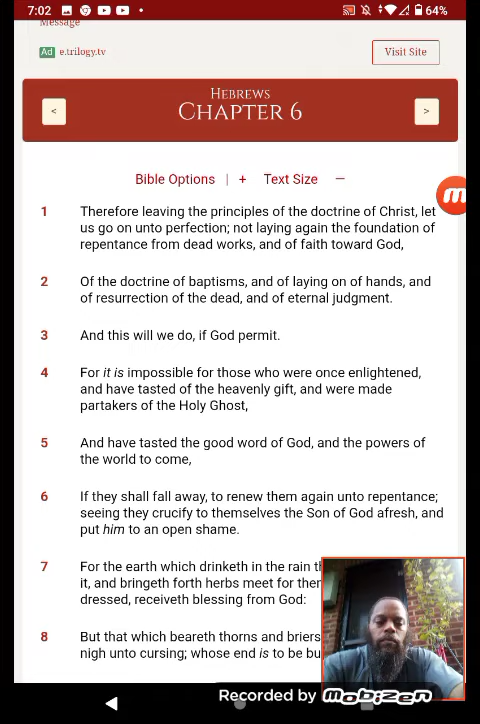 7:02
64%
Message
Ad e.trilogy.tv
Visit Site
<
HEBREWS
CHAPTER 6
>
Bible Options | + Text Size —
1 Therefore leaving the principles of the doctrine of Christ, let
us go on unto perfection; not laying again the foundation of
repentance from dead works, and of faith toward God,
2 Of the doctrine of baptisms, and of laying on of hands, and
of resurrection of the dead, and of eternal judgment.
3 And this will we do, if God permit.
4 For it is impossible for those who were once enlightened,
and have tasted of the heavenly gift, and were made
partakers of the Holy Ghost,
5 And have tasted the good word of God, and the powers of
the world to come,
6 If they shall fall away, to renew them again unto repentance;
seeing they crucify to themselves the Son of God afresh, and
put him to an open shame.
7 For the earth which drinketh in the rain
it, and bringeth forth herbs meet for
dressed, receiveth blessing from God:
8 But that which beareth thorns and briers
nigh unto cursing; whose end is to be
Recorded by Mobizen